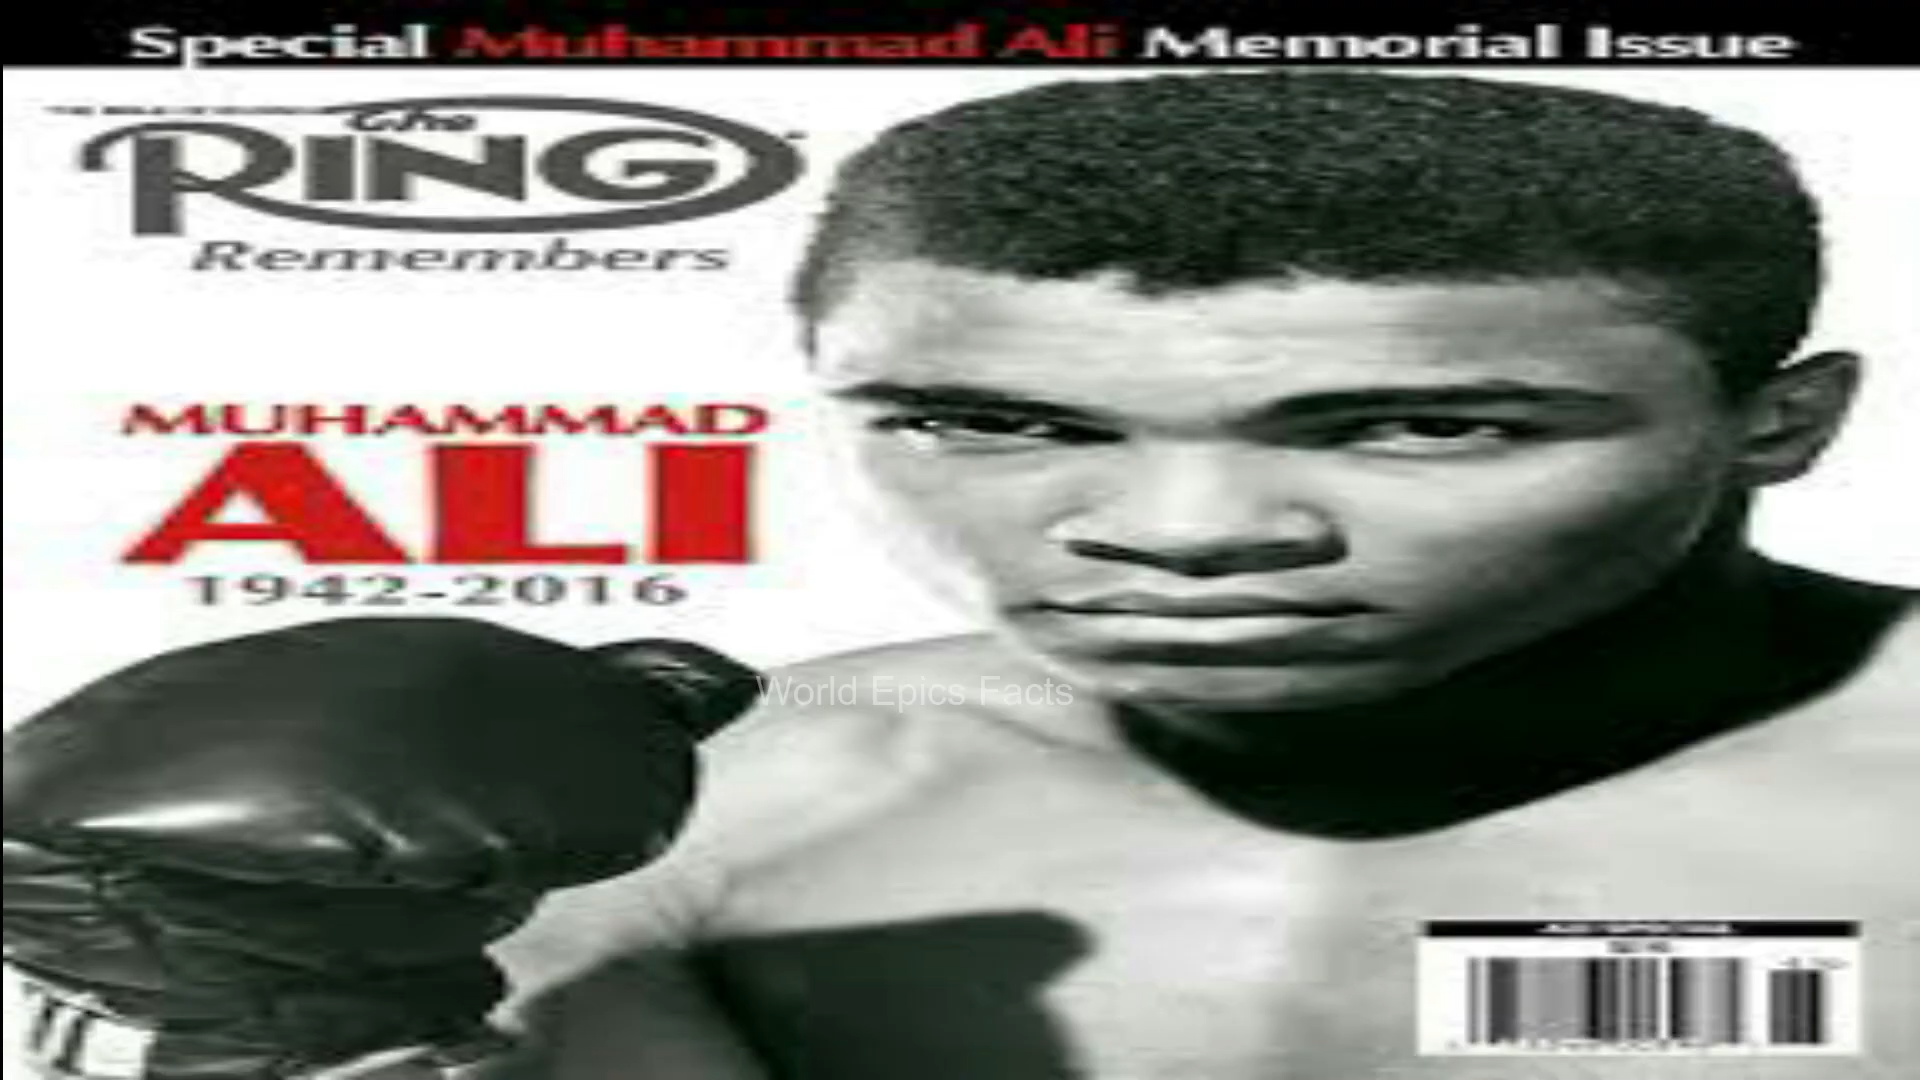 Special Muhammad Ali Memorial Issue
The
RING
Remembers
MUHAMMAD
ALI
1942-2016
World Epics Facts